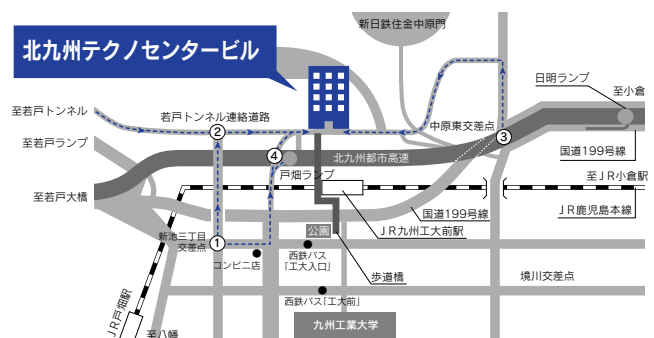 新日鉄住金中原門
北九州テクノセンタービル
日明ランプ
至小倉
至若戸トンネル
若戸トンネル連絡道路
中原東交差点
②
③
至若戸ランプ
④
北九州都市高速
国道199号線
戸畑ランプ
至JR小倉駅
至若戸大橋
国道199号線
JR鹿児島本線
公園
JR九州工大前駅
新池三丁目
交差点
①
コンビニ店
西鉄バス
「工大入口」
歩道橋
境川交差点
西鉄バス「工大前」
JR戸畑駅
至八幡
九州工業大学